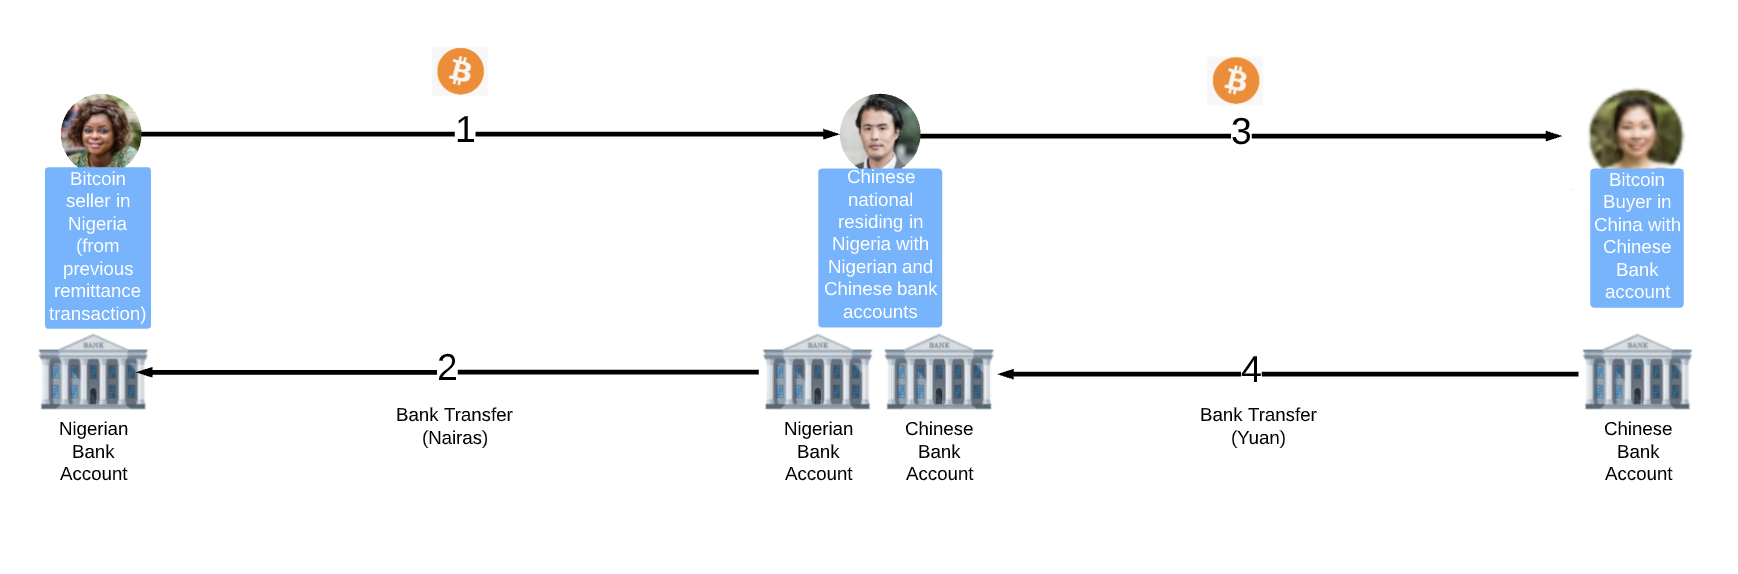 1
3
Bitcoin
seller in
Nigeria
(from
previous
remittance
transaction)
Chinese
national
residing in
Nigeria with
Nigerian and
Chinese bank
accounts
Bitcoin
Buyer in
China with
Chinese
Bank
account
BANK
BANK
BANK
BANK
2
4
Bank Transfer
(Nairas)
Bank Transfer
(Yuan)
Nigerian
Bank
Account
Nigerian
Bank
Account
Chinese
Bank
Account
Chinese
Bank
Account